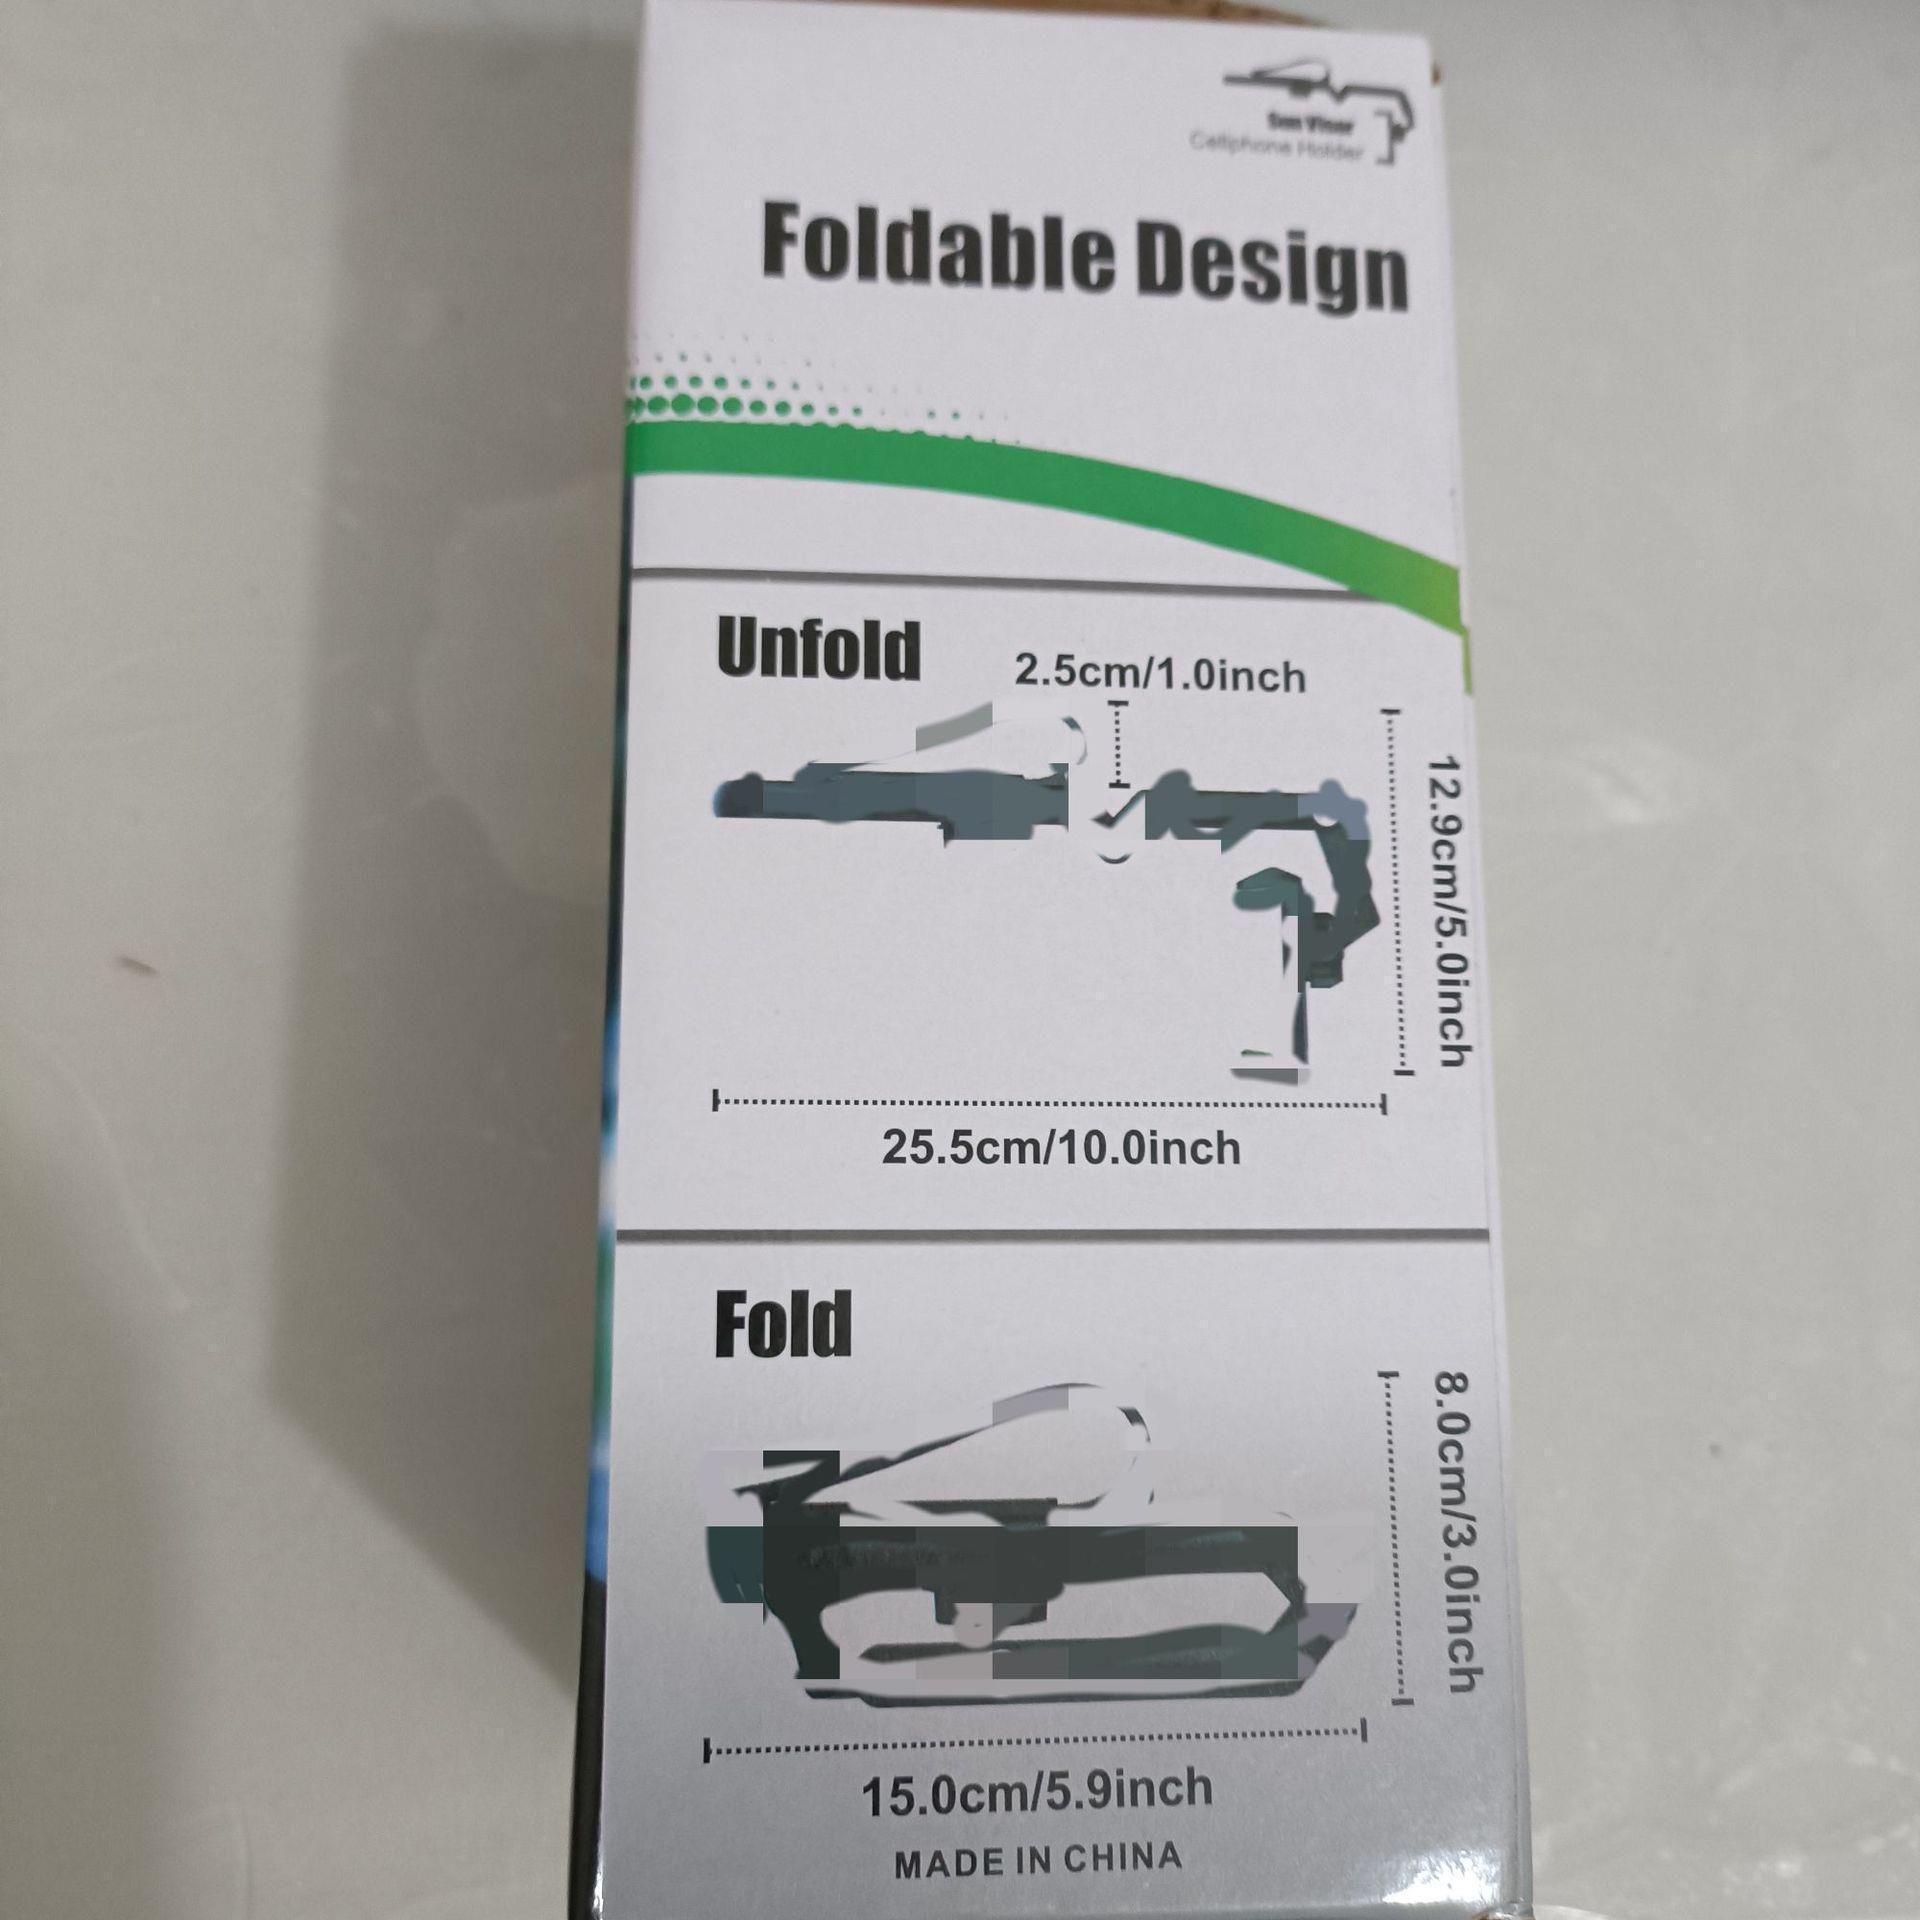 Sun Visor
Cellphone Holder
Foldable Design
Unfold
2.5cm/1.0inch
12.9cm/5.0inch
25.5cm/10.0inch
Fold
8.0cm/3.0inch
15.0cm/5.9inch
MADE IN CHINA